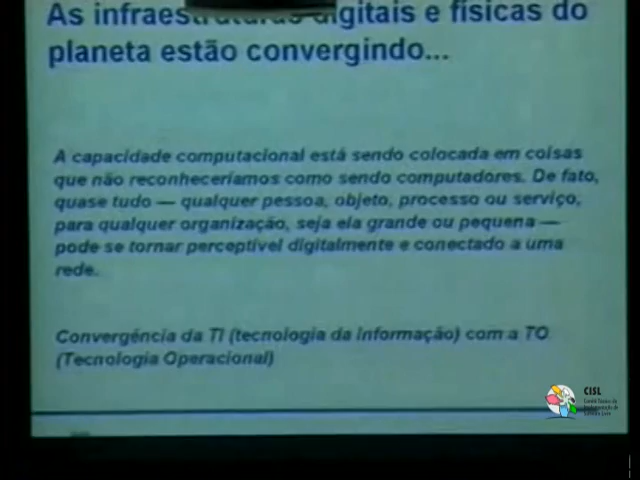 As infraestruturas digitais e físicas do
planeta estão convergindo...
A capacidade computacional está sendo colocada em coisas
que não reconheceríamos como sendo computadores. De fato,
quase tudo — qualquer pessoa, objeto, processo ou serviço,
para qualquer organização, seja ela grande ou pequena —
pode se tornar perceptível digitalmente e conectado a uma
rede.
Convergência da TI (tecnologia da informação) com a TO
(Tecnologia Operacional)
CISL